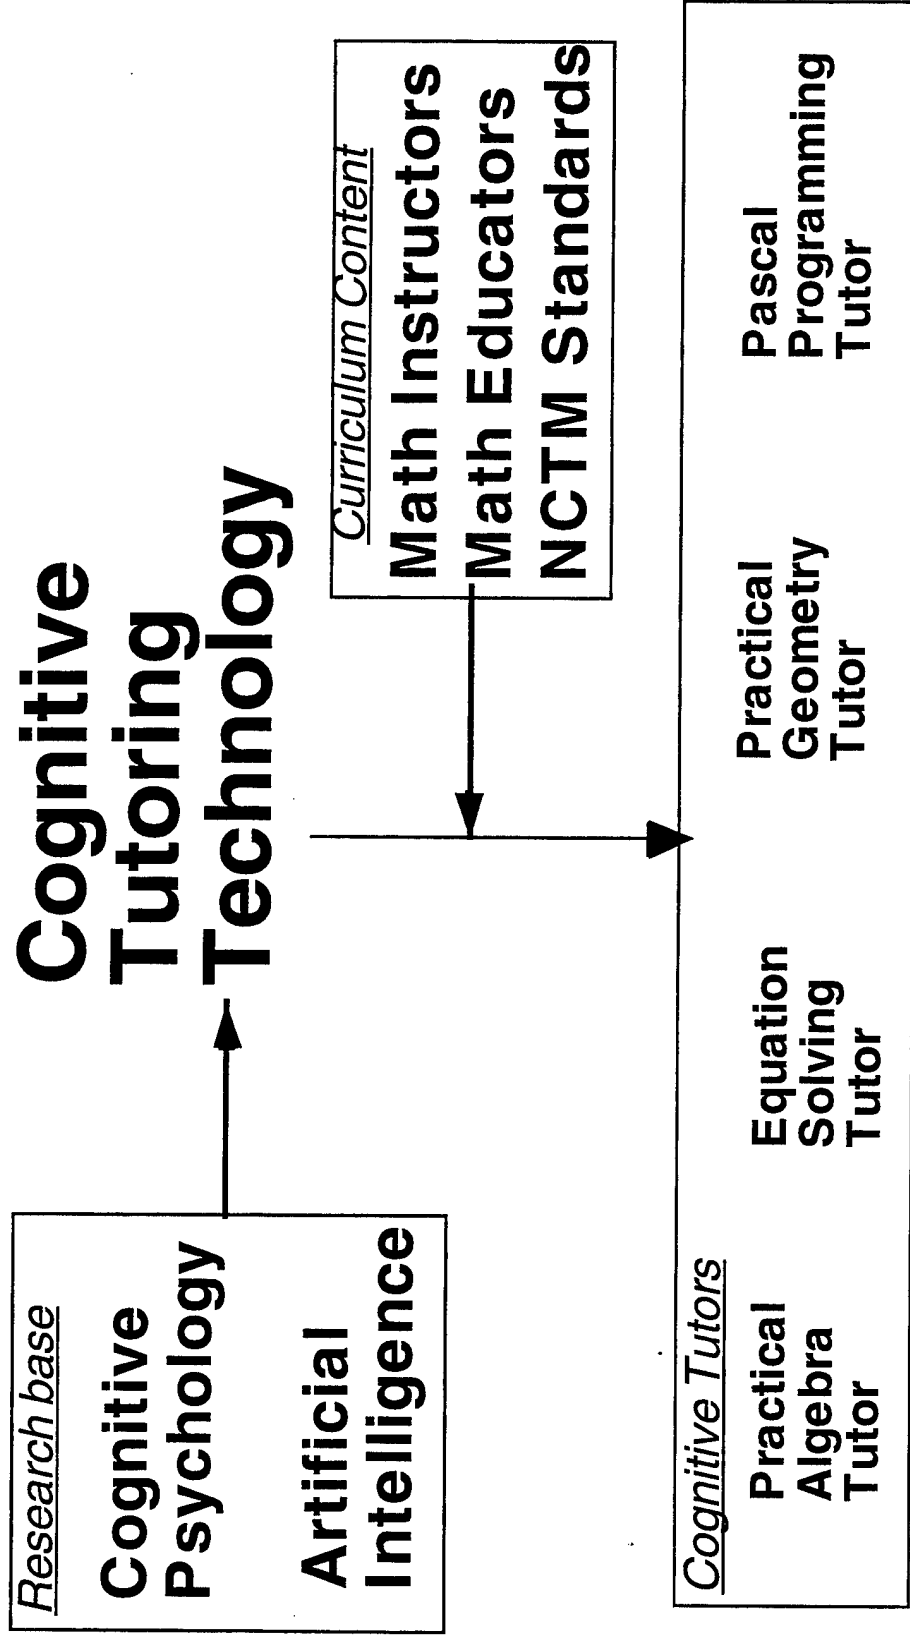 Research base
Cognitive
Psychology
Artificial
Intelligence
Cognitive
Tutoring
Technology
Curriculum Content
Math Instructors
Math Educators
NCTM Standards
Cognitive Tutors
Practical
Algebra
Tutor
Equation
Solving
Tutor
Practical
Geometry
Tutor
Pascal
Programming
Tutor